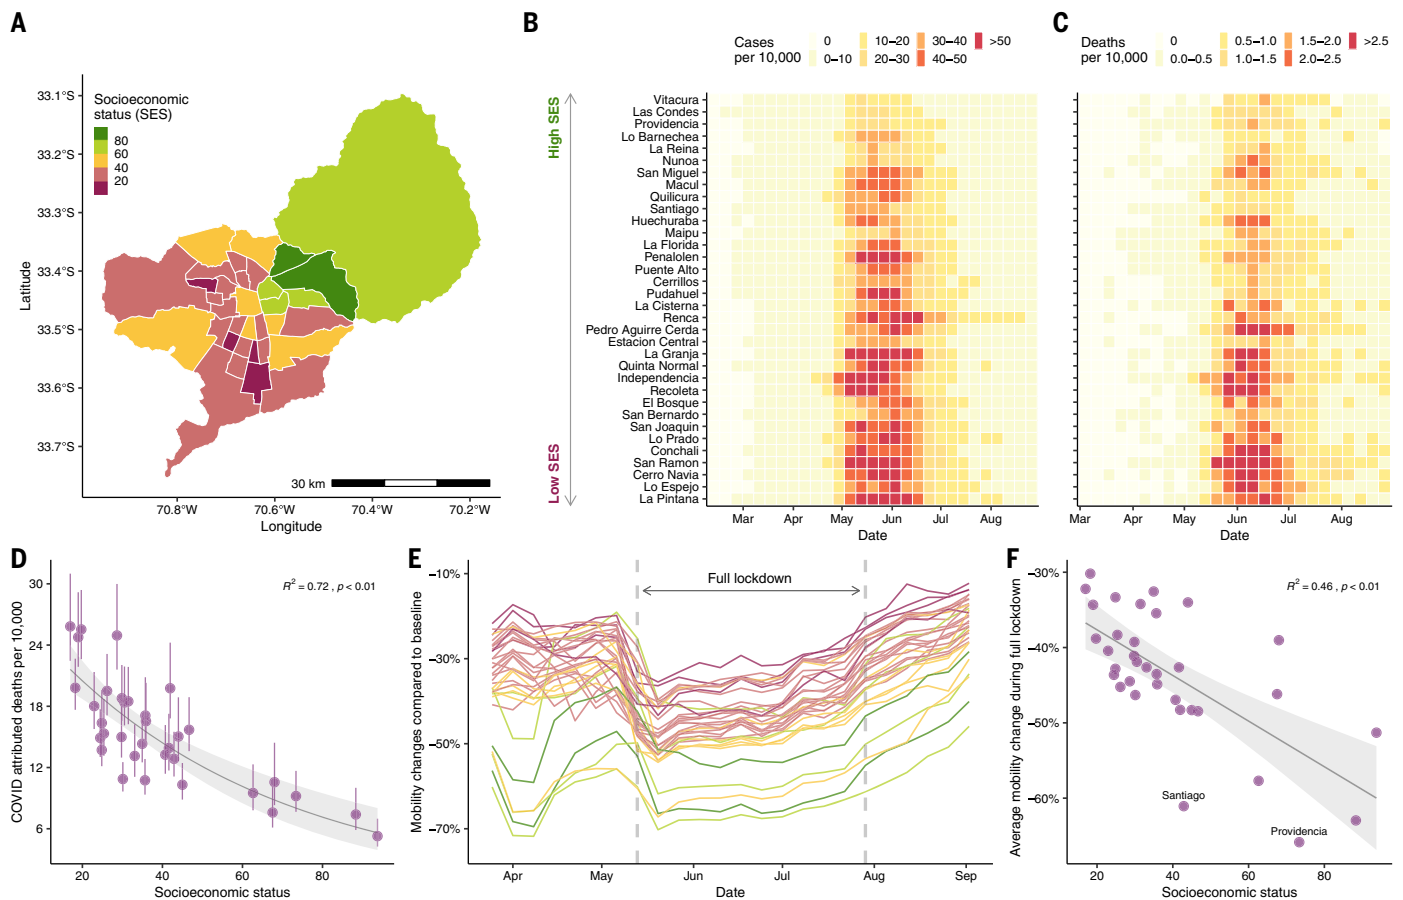 A
Socioeconomic
status (SES)
80
60
40
20
33.1°S
33.2°S
33.3°S
33.4°S
33.5°S
33.6°S
33.7°S
Latitude
30 km
70.8°W
70.6°W
70.4°W
70.2°W
Longitude
B
Cases
per 10,000
0
0–10
10–20
20–30
30–40
40–50
>50
High SES
Low SES
Vitacura
Las Condes
Providencia
Lo Barnechea
La Reina
Nunoa
San Miguel
Macul
Quilicura
Santiago
Huechuraba
Maipu
La Florida
Penalolen
Puente Alto
Cerrillos
Pudahuel
La Cisterna
Renca
Pedro Aguirre Cerda
Estacion Central
La Granja
Quinta Normal
Independencia
Recoleta
El Bosque
San Bernardo
San Joaquin
Lo Prado
Conchali
San Ramon
Cerro Navia
Lo Espejo
La Pintana
Mar
Apr
May
Jun
Jul
Aug
Date
C
Deaths
per 10,000
0
0.0–0.5
0.5–1.0
1.0–1.5
1.5–2.0
2.0–2.5
>2.5
Mar
Apr
May
Jun
Jul
Aug
Date
D
COVID attributed deaths per 10,000
30
24
18
12
6
R² = 0.72 , p < 0.01
20
40
60
80
Socioeconomic status
E
Mobility changes compared to baseline
−10%
−30%
−50%
−70%
Full lockdown
Apr
May
Jun
Jul
Aug
Sep
Date
F
Average mobility change during full lockdown
−30%
−40%
−50%
−60%
R² = 0.46 , p < 0.01
Santiago
Providencia
20
40
60
80
Socioeconomic status